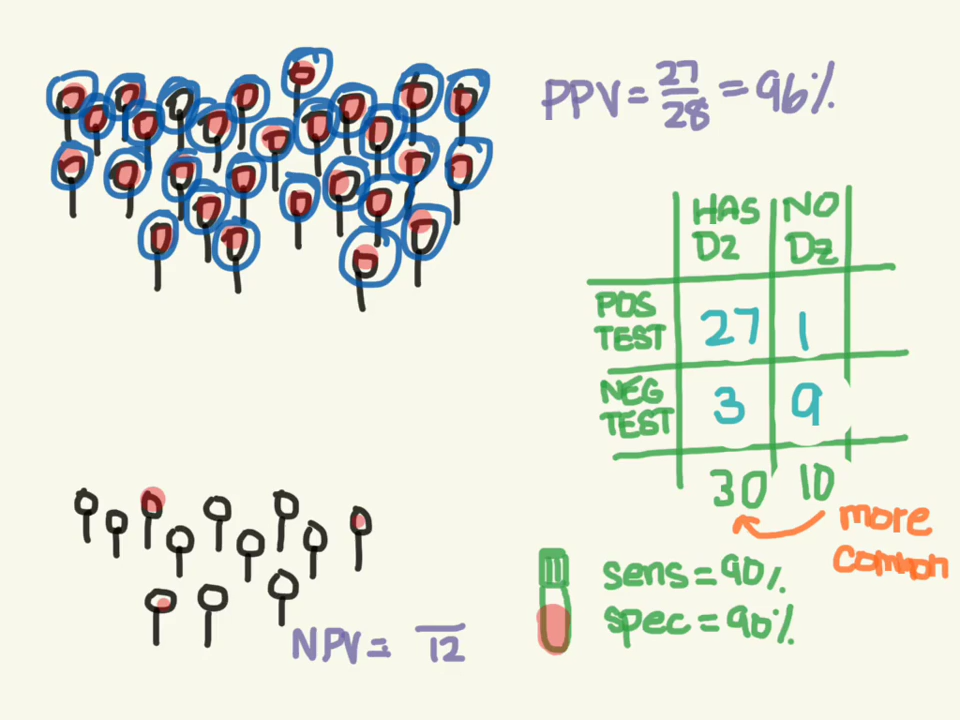 PPV = 27/28 = 96%
HAS Dz
NO Dz
POS TEST
27
1
NEG TEST
3
9
30
10
more common
sens = 90%
spec = 90%
NPV = /12